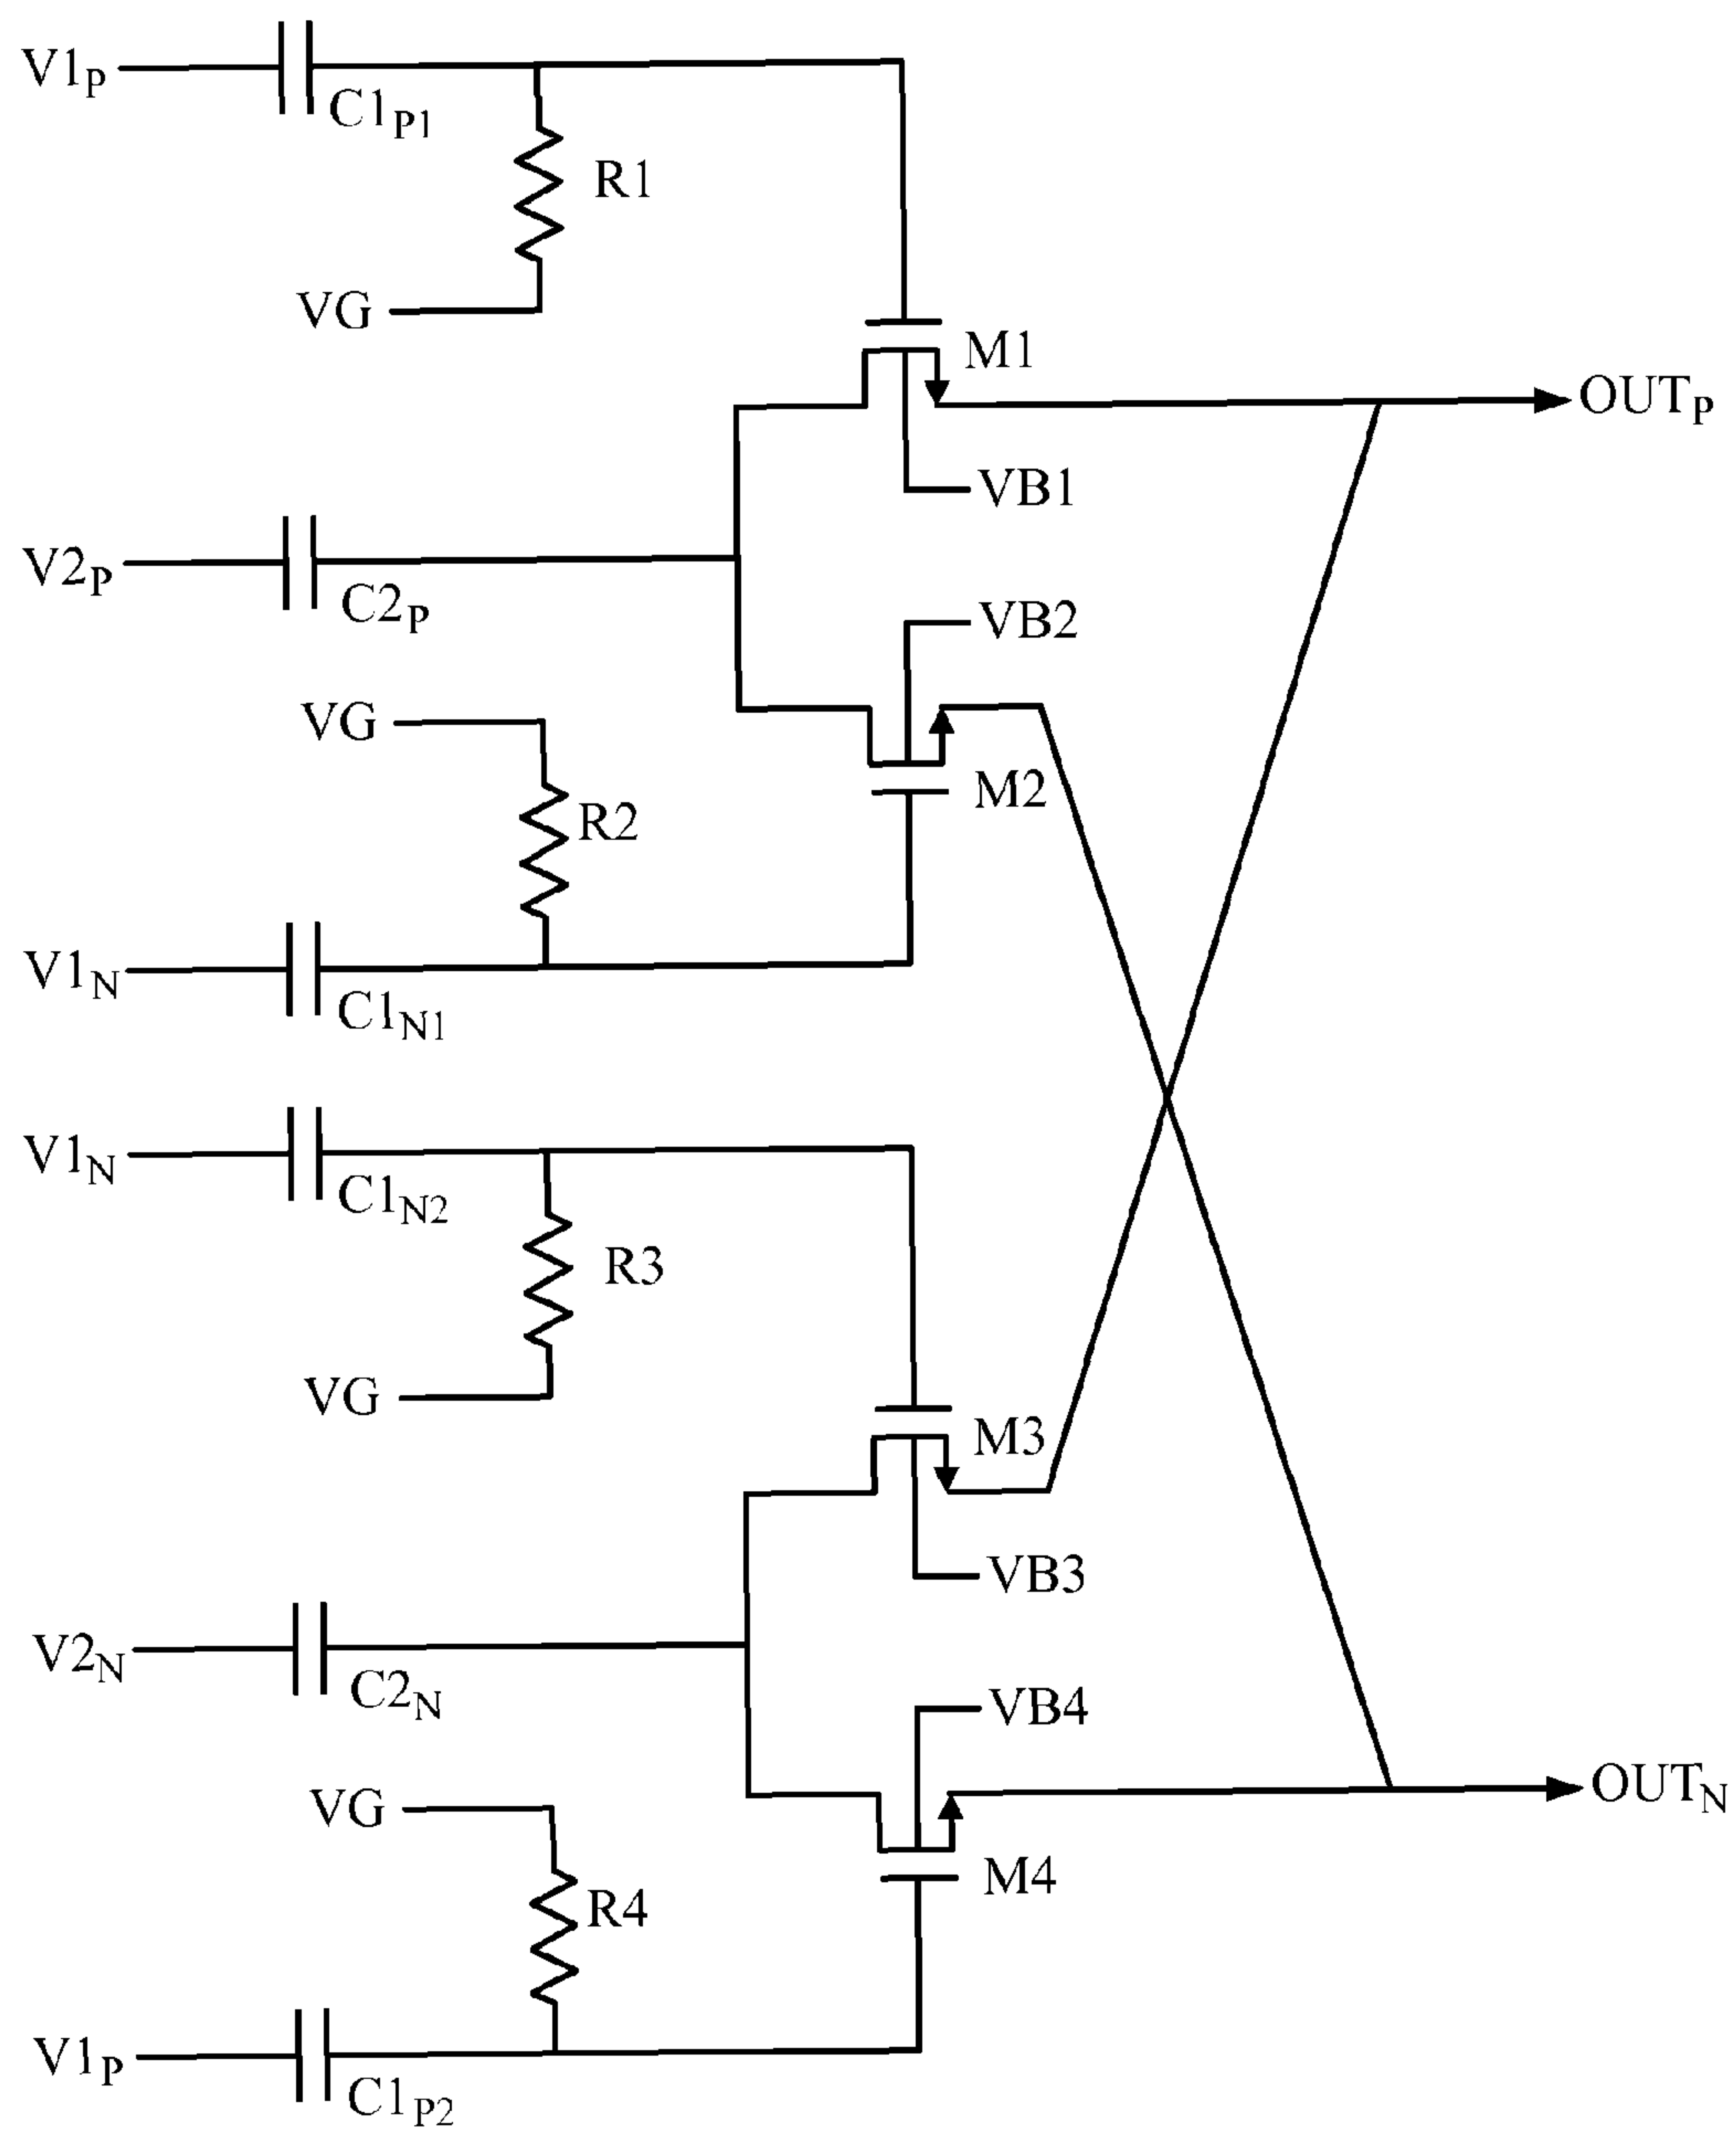 V1P
C1P1
R1
VG
M1
OUTP
VB1
V2P
C2P
VB2
VG
M2
R2
V1N
C1N1
V1N
C1N2
R3
VG
M3
VB3
V2N
C2N
VB4
OUTN
VG
M4
R4
V1P
C1P2